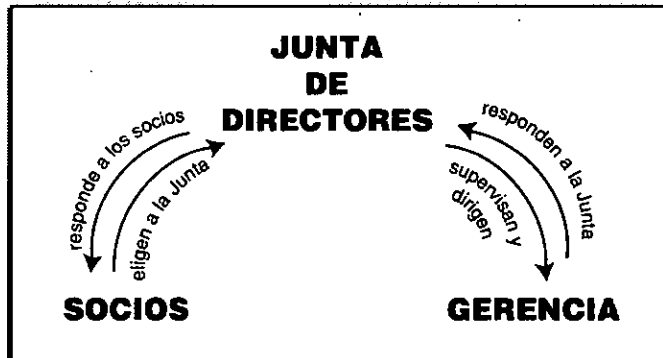 JUNTA
DE
DIRECTORES
responde a los socios
eligen a la Junta
responden a la Junta
supervisan y
dirigen
SOCIOS
GERENCIA